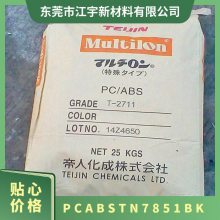 东莞市江宇新材料有限公司
TEIJIN
Multilon
マルチロン®
(特殊タイプ)
PC/ABS
GRADE T-2711
COLOR
LOTNO. 14Z4650
NET 25 KGS
帝人化成株式会社
TEIJIN CHEMICALS LTD.
贴心
价格
PCABSTN7851BK